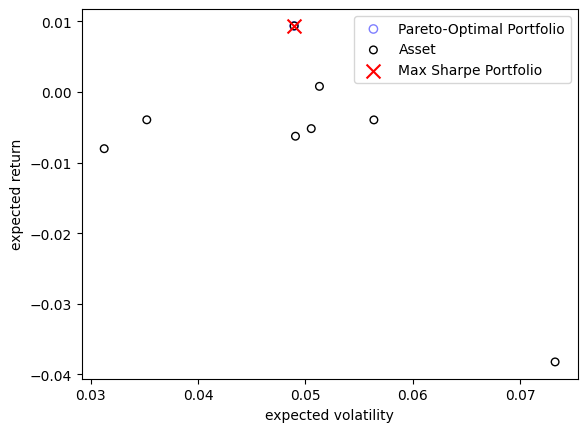 0.01
0.00
−0.01
−0.02
−0.03
−0.04
expected return
Pareto-Optimal Portfolio
Asset
Max Sharpe Portfolio
0.03 0.04 0.05 0.06 0.07
expected volatility